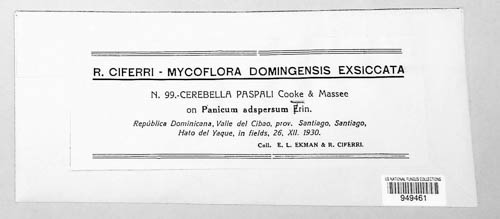 R. CIFERRI - MYCOFLORA DOMINGENSIS EXSICCATA
N. 99.-CEREBELLA PASPALI Cooke & Massee
on Panicum adspersum Trin.
República Dominicana, Valle del Cibao, prov. Santiago, Santiago,
Hato del Yaque, in fields, 26, XII. 1930.
Coll. E. L. EKMAN & R. CIFERRI.
US NATIONAL FUNGUS COLLECTIONS
949461